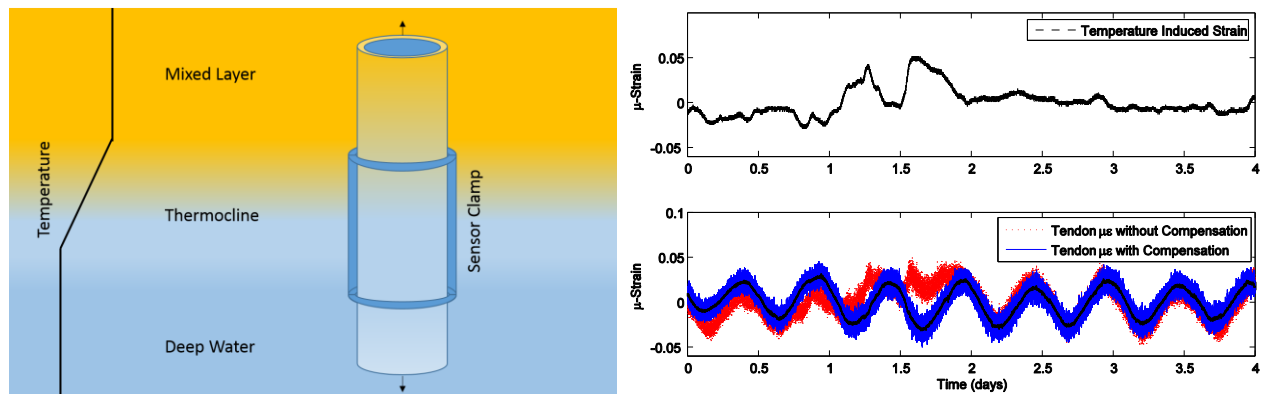 Mixed Layer
Temperature
Thermocline
Sensor Clamp
Deep Water
μ-Strain
0.05
0
-0.05
Temperature Induced Strain
0 0.5 1 1.5 2 2.5 3 3.5 4
μ-Strain
0.1
0.05
0
-0.05
Tendon με without Compensation
Tendon με with Compensation
0 0.5 1 1.5 2 2.5 3 3.5 4
Time (days)